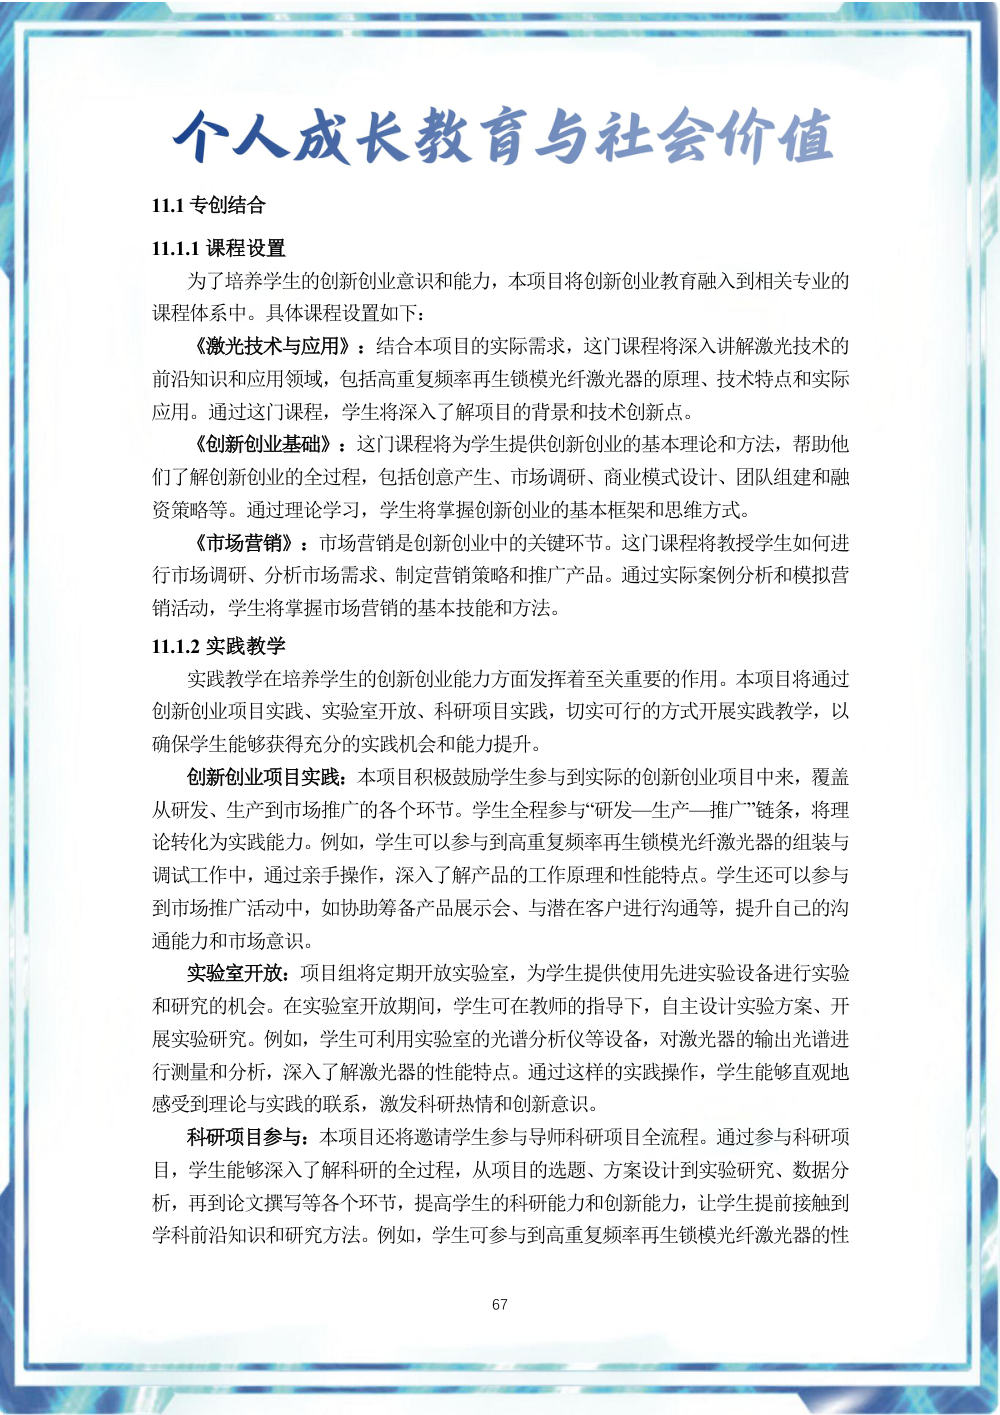 个人成长教育与社会价值
11.1 专创结合
11.1.1 课程设置
为了培养学生的创新创业意识和能力，本项目将创新创业教育融入到相关专业的
课程体系中。具体课程设置如下：
《激光技术与应用》：结合本项目的实际需求，这门课程将深入讲解激光技术的
前沿知识和应用领域，包括高重复频率再生锁模光纤激光器的原理、技术特点和实际
应用。通过这门课程，学生将深入了解项目的背景和技术创新点。
《创新创业基础》：这门课程将为学生提供创新创业的基本理论和方法，帮助他
们了解创新创业的全过程，包括创意产生、市场调研、商业模式设计、团队组建和融
资策略等。通过理论学习，学生将掌握创新创业的基本框架和思维方式。
《市场营销》：市场营销是创新创业中的关键环节。这门课程将教授学生如何进
行市场调研、分析市场需求、制定营销策略和推广产品。通过实际案例分析和模拟营
销活动，学生将掌握市场营销的基本技能和方法。
11.1.2 实践教学
实践教学在培养学生的创新创业能力方面发挥着至关重要的作用。本项目将通过
创新创业项目实践、实验室开放、科研项目实践，切实可行的方式开展实践教学，以
确保学生能够获得充分的实践机会和能力提升。
创新创业项目实践：本项目积极鼓励学生参与到实际的创新创业项目中来，覆盖
从研发、生产到市场推广的各个环节。学生全程参与“研发—生产—推广”链条，将理
论转化为实践能力。例如，学生可以参与到高重复频率再生锁模光纤激光器的组装与
调试工作中，通过亲手操作，深入了解产品的工作原理和性能特点。学生还可以参与
到市场推广活动中，如协助筹备产品展示会、与潜在客户进行沟通等，提升自己的沟
通能力和市场意识。
实验室开放：项目组将定期开放实验室，为学生提供使用先进实验设备进行实验
和研究的机会。在实验室开放期间，学生可在教师的指导下，自主设计实验方案、开
展实验研究。例如，学生可利用实验室的光谱分析仪等设备，对激光器的输出光谱进
行测量和分析，深入了解激光器的性能特点。通过这样的实践操作，学生能够直观地
感受到理论与实践的联系，激发科研热情和创新意识。
科研项目参与：本项目还将邀请学生参与导师科研项目全流程。通过参与科研项
目，学生能够深入了解科研的全过程，从项目的选题、方案设计到实验研究、数据分
析，再到论文撰写等各个环节，提高学生的科研能力和创新能力，让学生提前接触到
学科前沿知识和研究方法。例如，学生可参与到高重复频率再生锁模光纤激光器的性
67